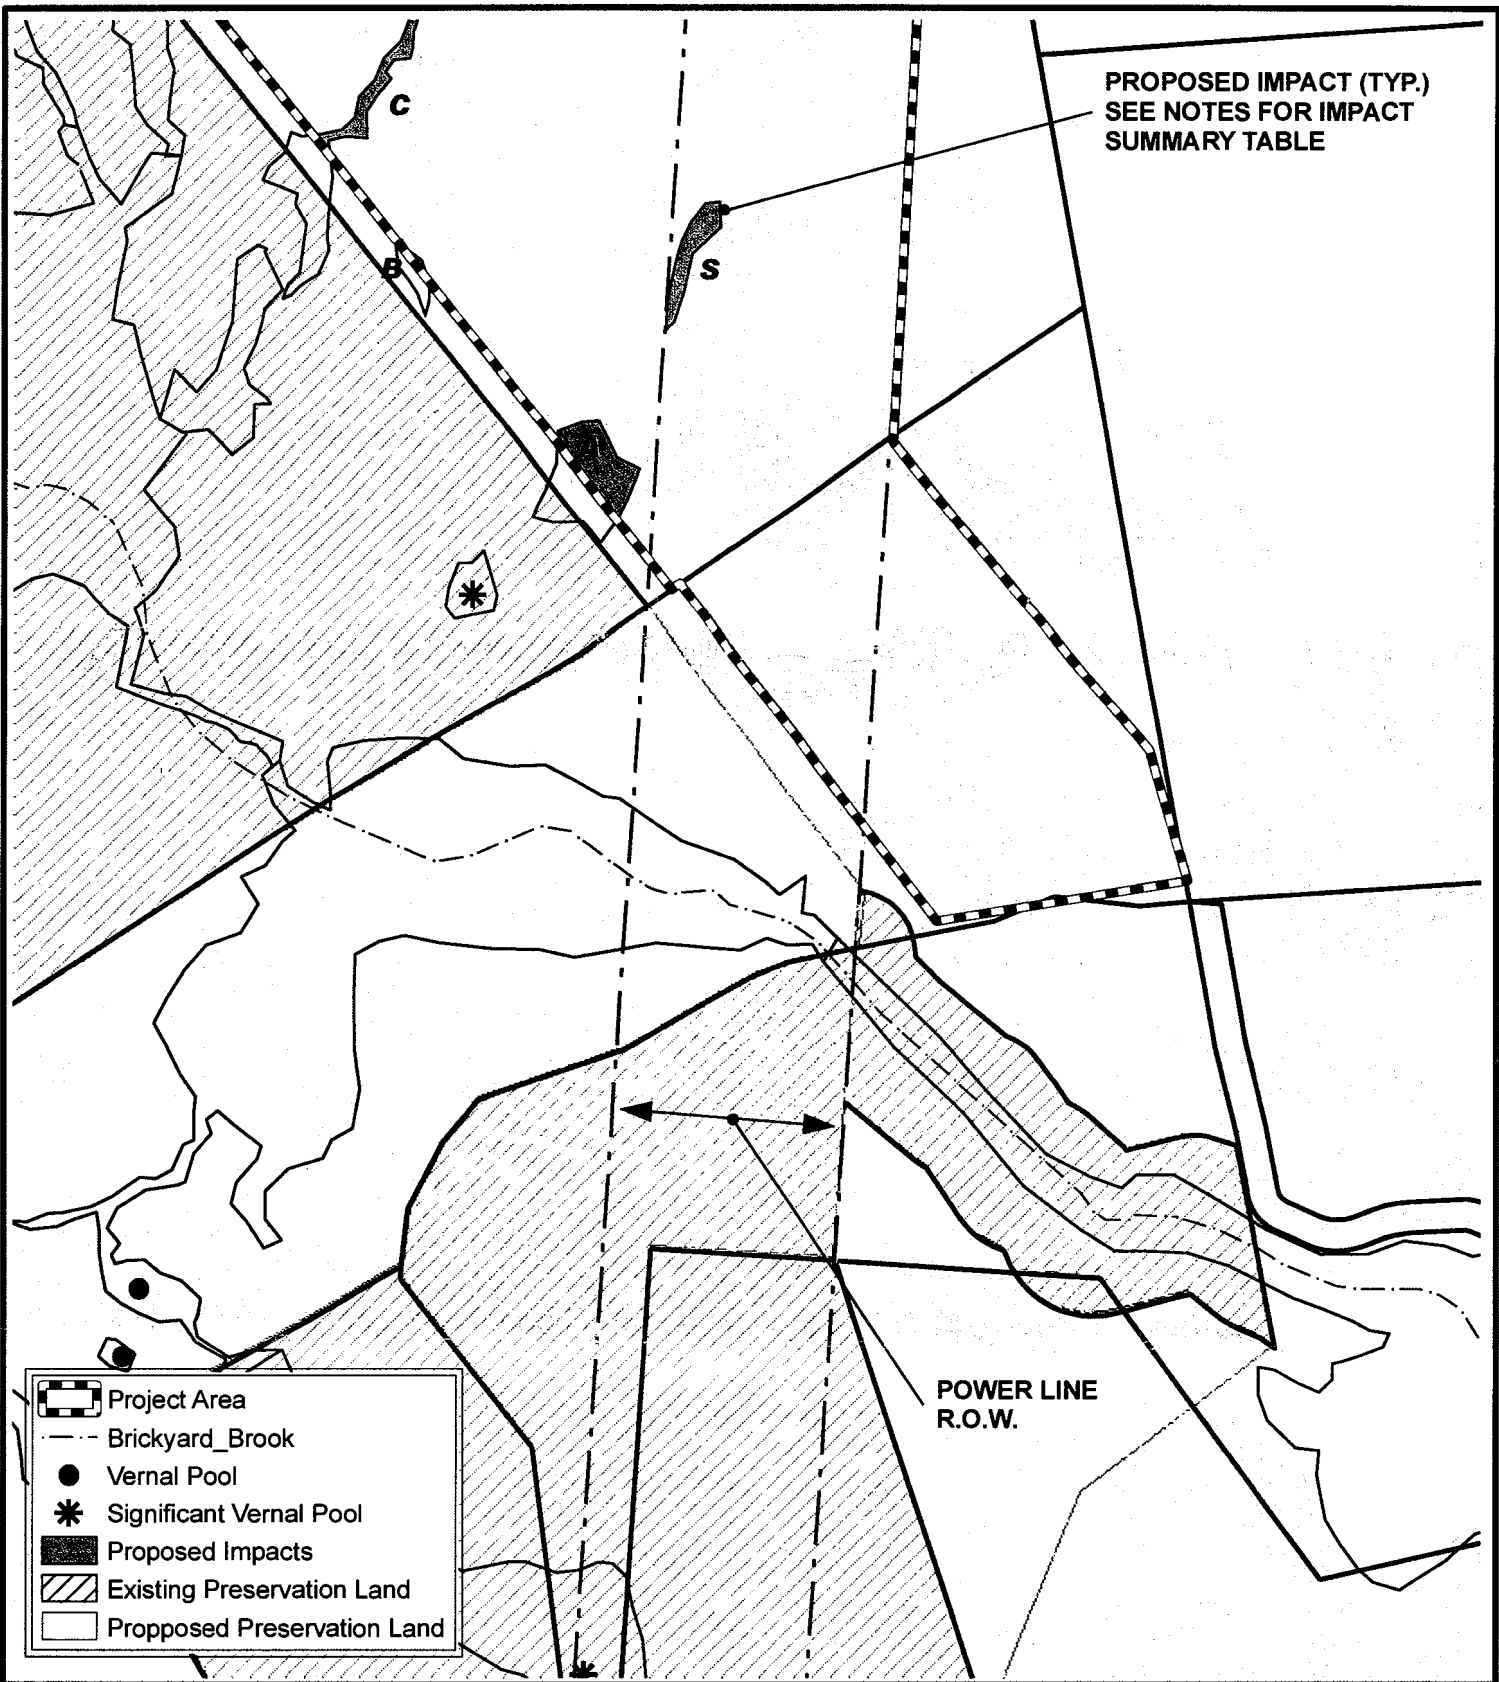 PROPOSED IMPACT (TYP.)
SEE NOTES FOR IMPACT
SUMMARY TABLE
C
B
S
POWER LINE
R.O.W.
Project Area
Brickyard_Brook
Vernal Pool
Significant Vernal Pool
Proposed Impacts
Existing Preservation Land
Propposed Preservation Land